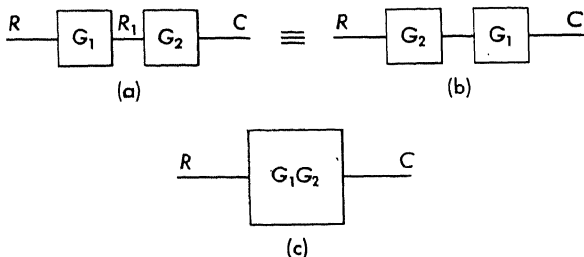 R G₁ R₁ G₂ C ≡ R G₂ G₁ C
(a) (b)
R G₁G₂ C
(c)